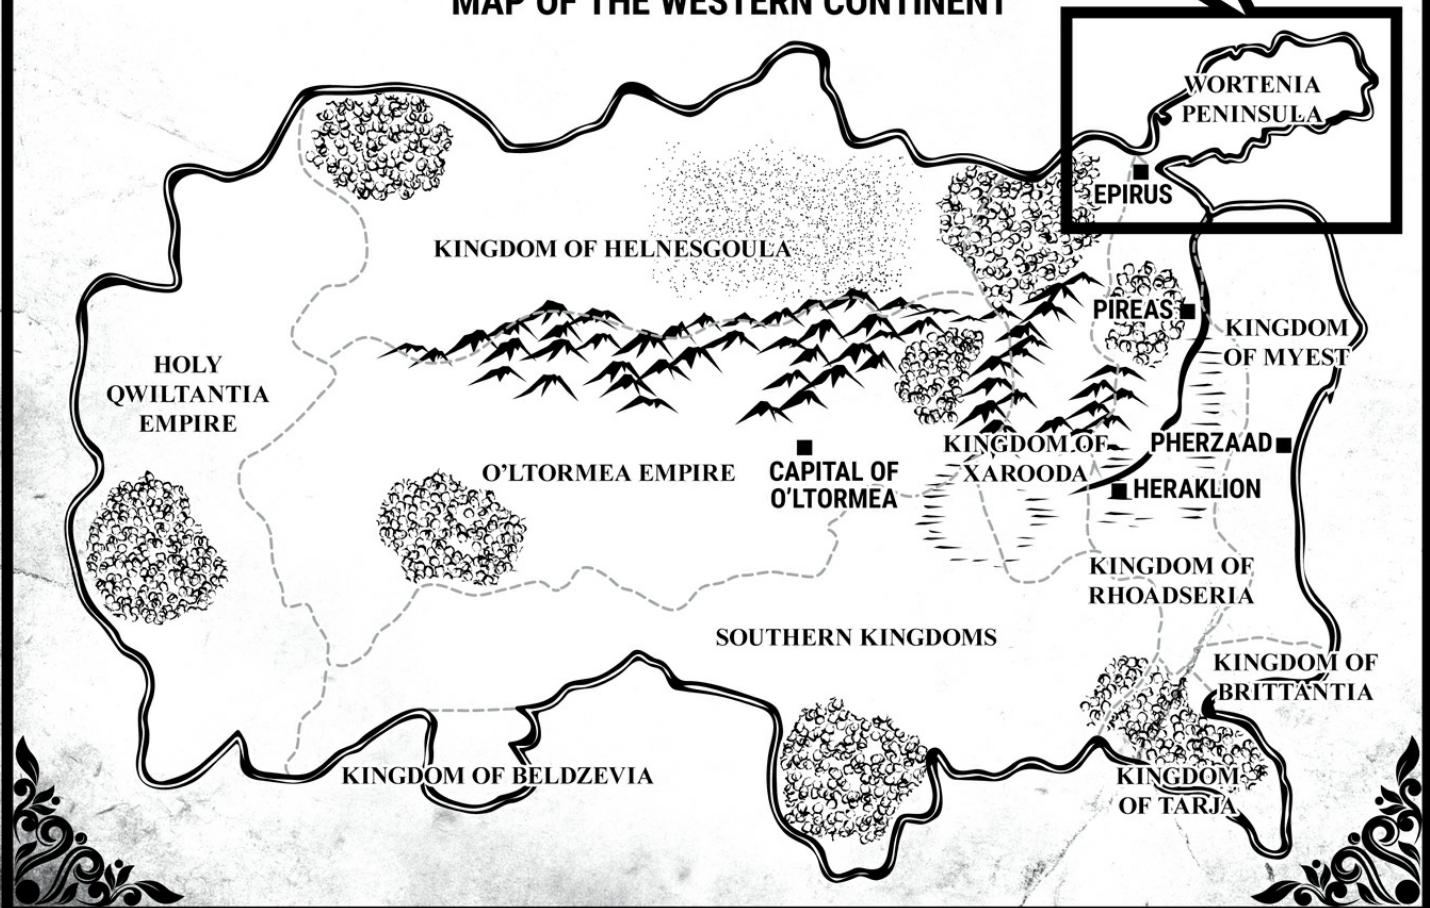 MAP OF THE WESTERN CONTINENT
WORTENIA
PENINSULA
EPIRUS
KINGDOM OF HELNESGOULA
PIREAS
KINGDOM
OF MYEST
HOLY
QWILTANTIA
EMPIRE
O'LTORMEA EMPIRE
CAPITAL OF
O'LTORMEA
KINGDOM OF
XAROODA
PHERZAAD
HERAKLION
KINGDOM OF
RHOADSERIA
SOUTHERN KINGDOMS
KINGDOM OF
BRITTANTIA
KINGDOM OF BELDZEVIA
KINGDOM
OF TARJA